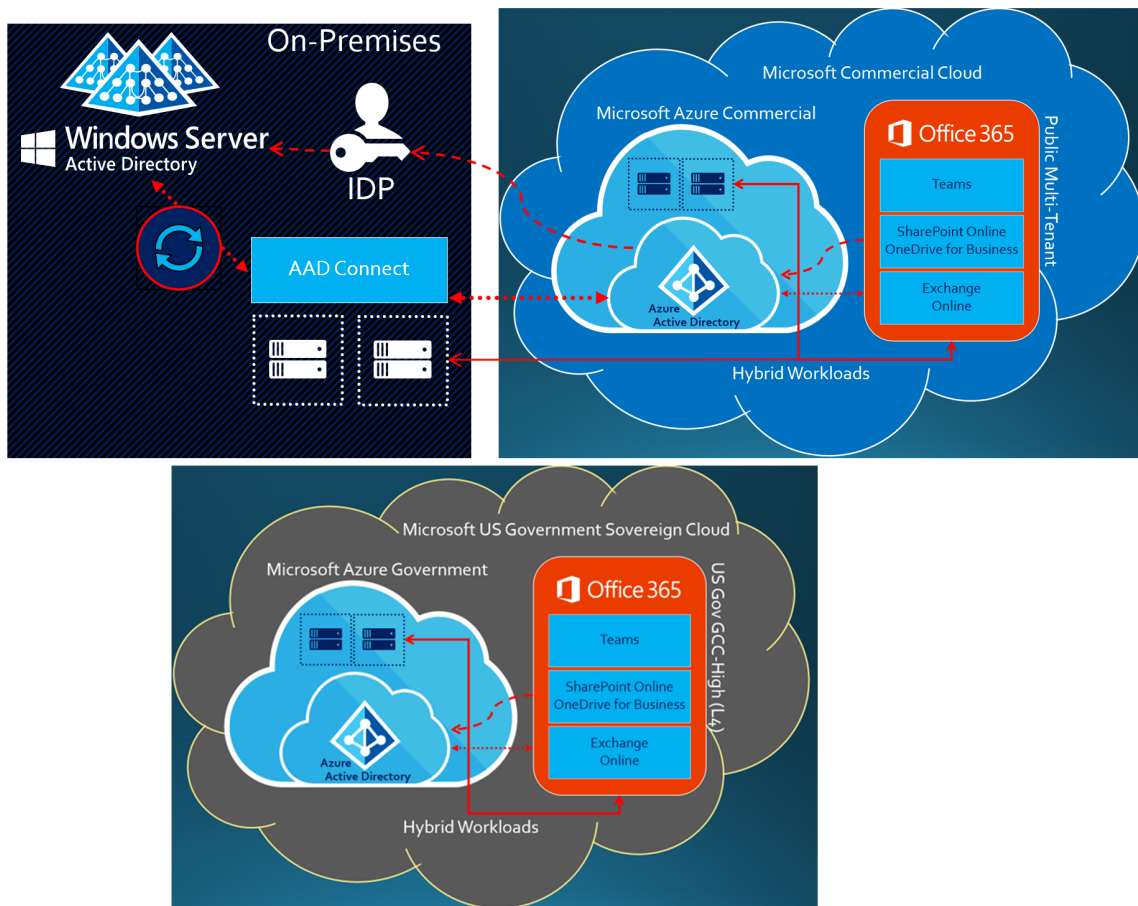 On-Premises
Windows Server
Active Directory
IDP
AAD Connect
Microsoft Commercial Cloud
Microsoft Azure Commercial
Office 365
Teams
SharePoint Online
OneDrive for Business
Exchange
Online
Public Multi-Tenant
Azure
Active Directory
Hybrid Workloads
Microsoft US Government Sovereign Cloud
Microsoft Azure Government
Office 365
Teams
SharePoint Online
OneDrive for Business
Exchange
Online
US Gov GCC-High (L4)
Azure
Active Directory
Hybrid Workloads